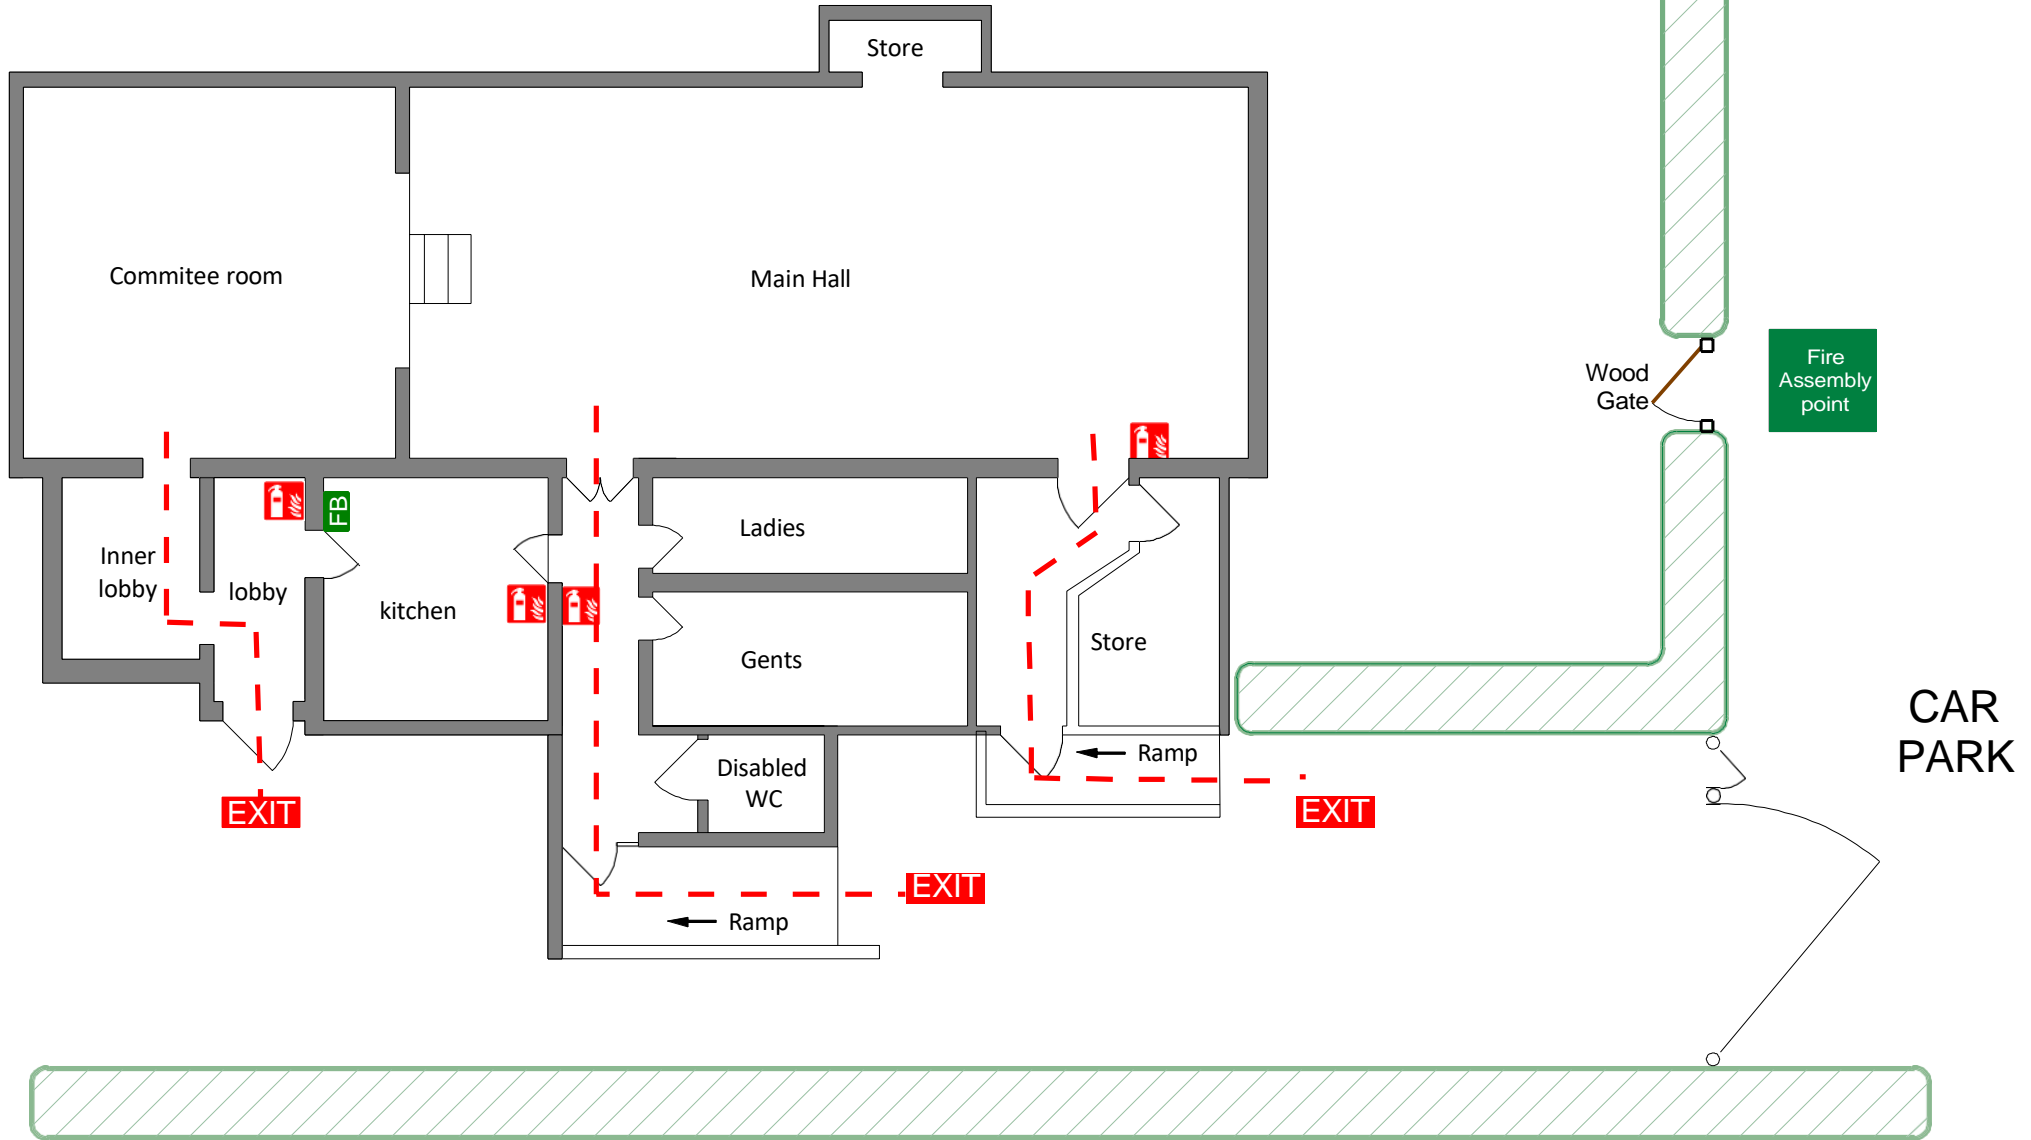 Store
Commitee room
Main Hall
Wood
Gate
Fire
Assembly
point
FB
Ladies
Inner
lobby
lobby
kitchen
Gents
Store
CAR
PARK
Ramp
Disabled
WC
EXIT
EXIT
EXIT
Ramp